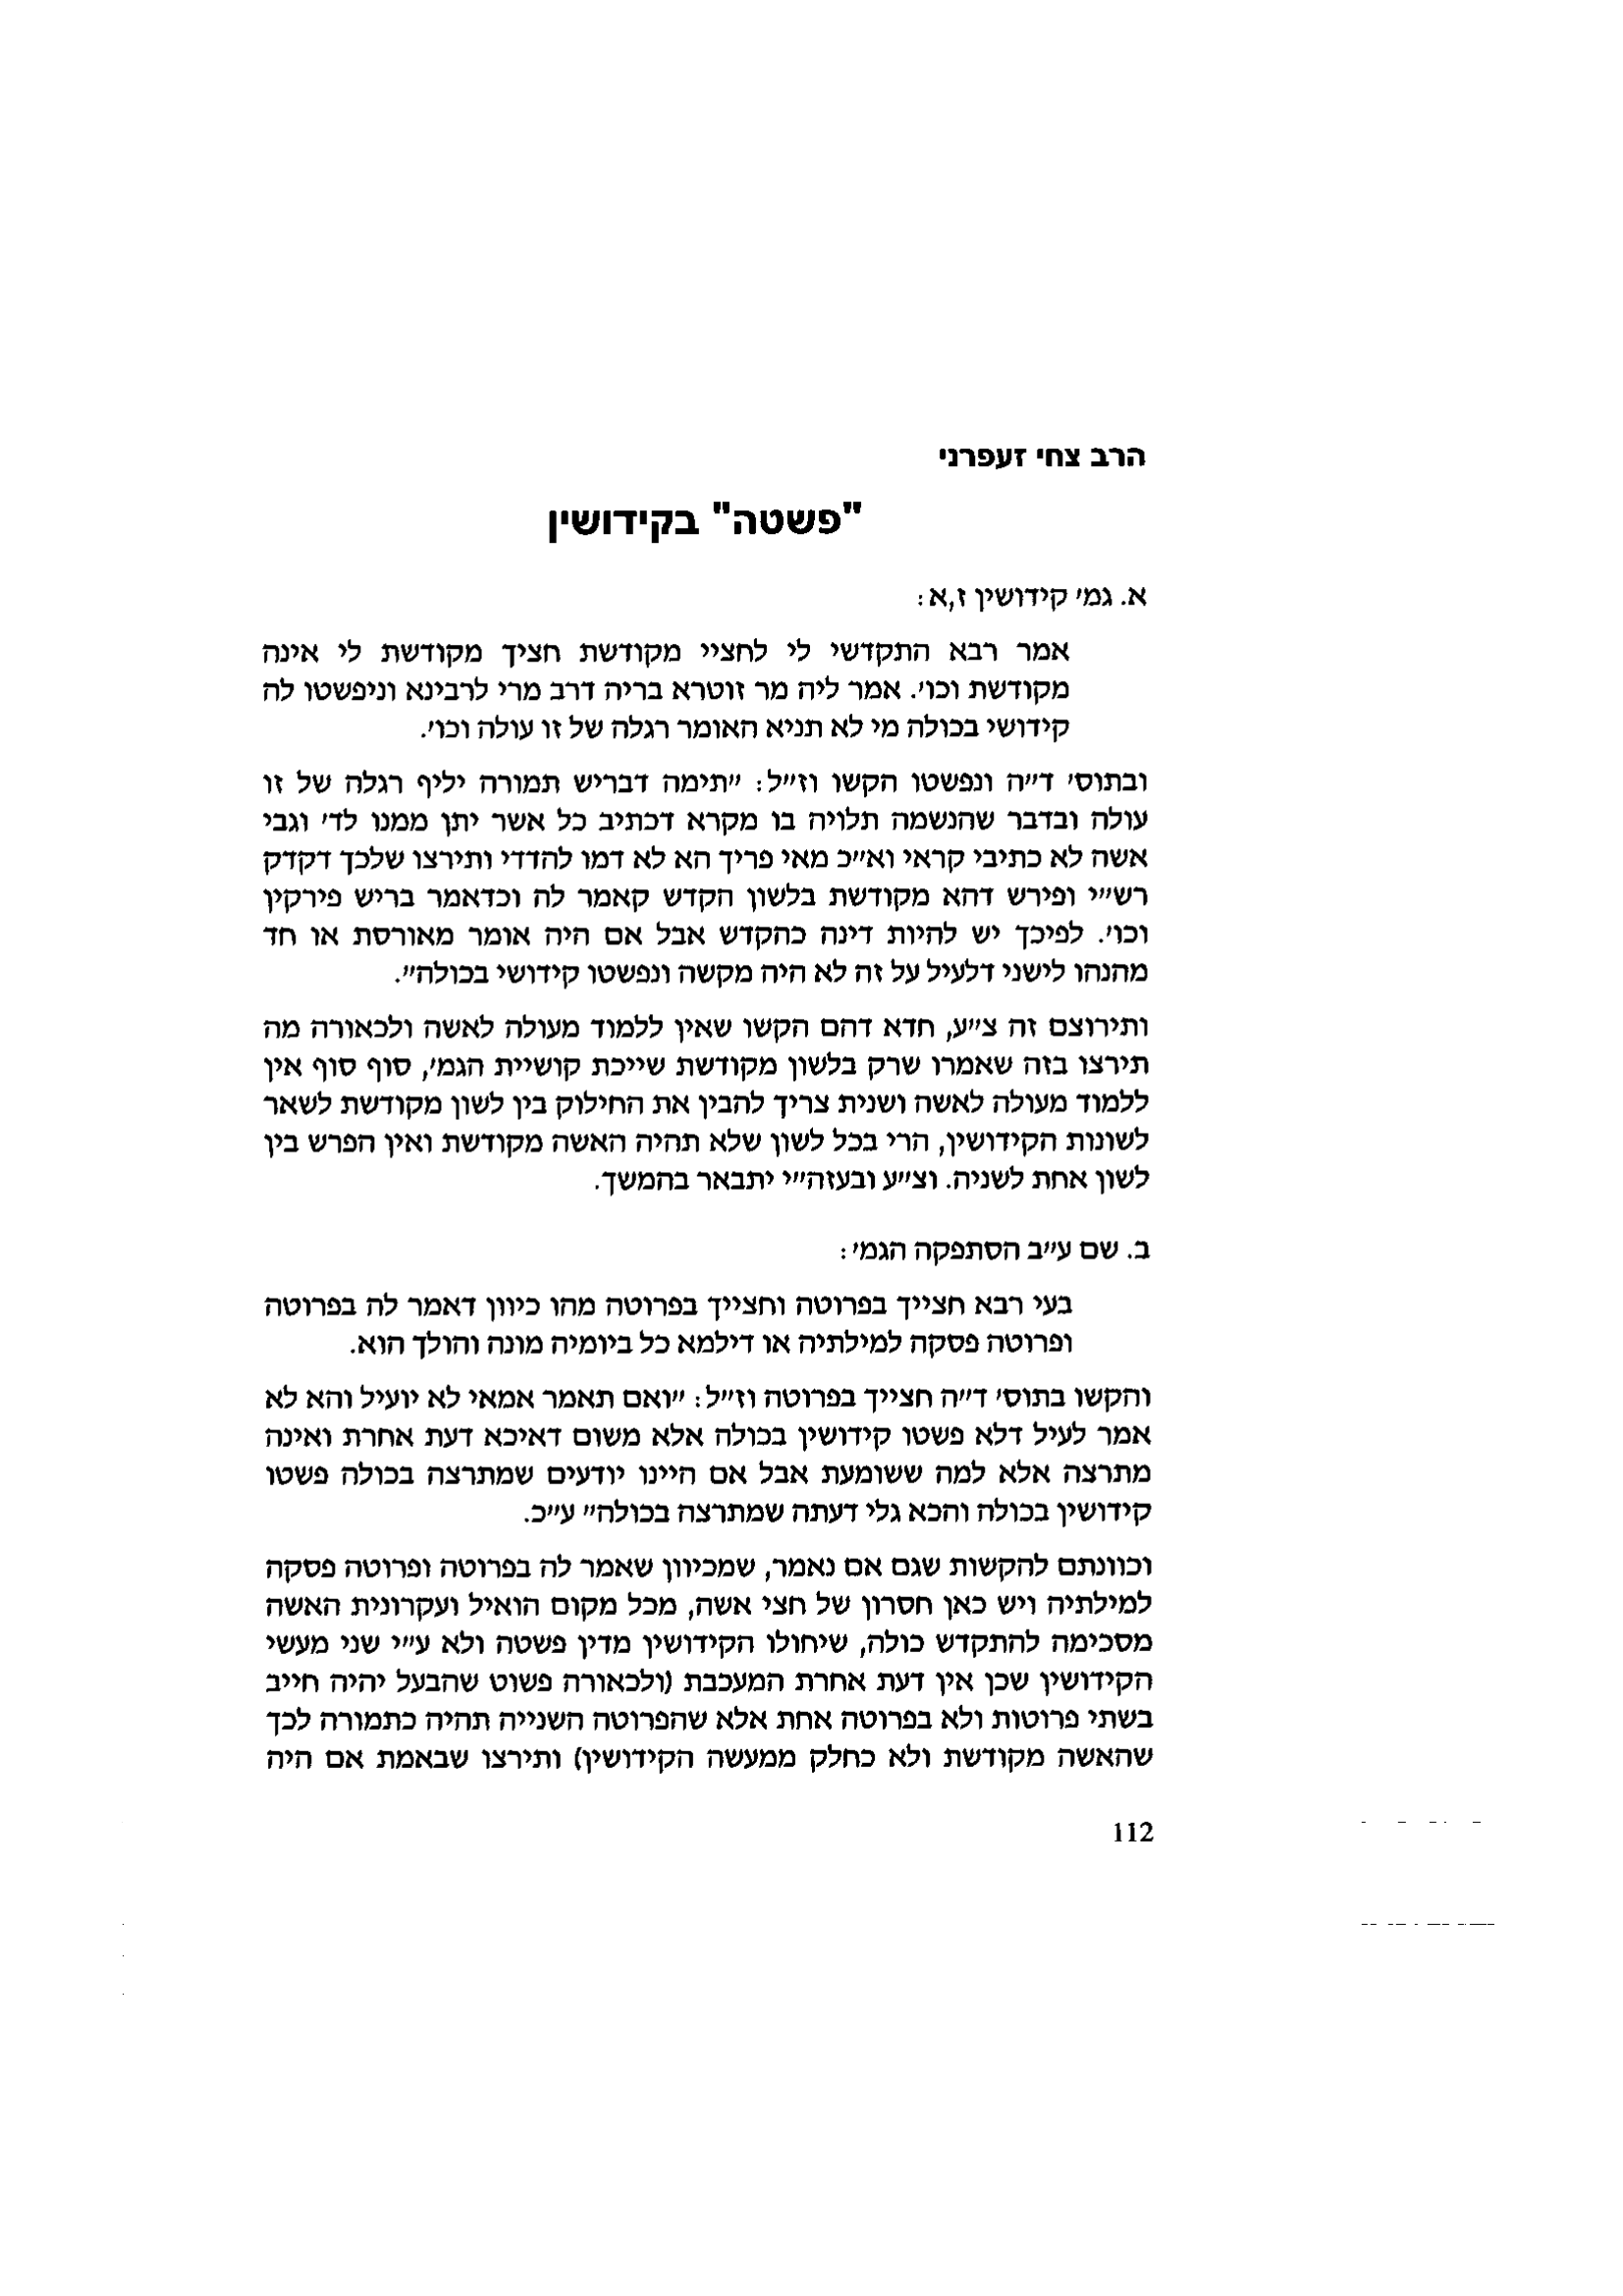 הרב צחי זעפרני
"פשטה" בקידושין
א. גמ' קידושין ז,א:
אמר רבא התקדשי לי לחציי מקודשת חציך מקודשת לי אינה
מקודשת וכו'. אמר ליה מר זוטרא בריה דרב מרי לרבינא וניפשטו לה
קידושי בכולה מי לא תניא האומר רגלה של זו עולה וכו'.
ובתוס' ד"ה ונפשטו הקשו וז"ל: "תימה דבריש תמורה יליף רגלה של זו
עולה ובדבר שהנשמה תלויה בו מקרא דכתיב כל אשר יתן ממנו לד' וגבי
אשה לא כתיבי קראי וא"כ מאי פריך הא לא דמו להדדי ותירצו שלכך דקדק
רש"י ופירש דהא מקודשת בלשון הקדש קאמר לה וכדאמר בריש פירקין
וכו'. לפיכך יש להיות דינה כהקדש אבל אם היה אומר מאורסת או חד
מהנהו לישני דלעיל על זה לא היה מקשה ונפשטו קידושי בכולה".
ותירוצם זה צ"ע, חדא דהם הקשו שאין ללמוד מעולה לאשה ולכאורה מה
תירצו בזה שאמרו שרק בלשון מקודשת שייכת קושיית הגמ', סוף סוף אין
ללמוד מעולה לאשה ושנית צריך להבין את החילוק בין לשון מקודשת לשאר
לשונות הקידושין, הרי בכל לשון שלא תהיה האשה מקודשת ואין הפרש בין
לשון אחת לשניה. וצ"ע ובעזה"י יתבאר בהמשך.
ב. שם ע"ב הסתפקה הגמ':
בעי רבא חצייך בפרוטה וחצייך בפרוטה מהו כיוון דאמר לה בפרוטה
ופרוטה פסקה למילתיה או דילמא כל ביומיה מונה והולך הוא.
והקשו בתוס' ד"ה חצייך בפרוטה וז"ל: "ואם תאמר אמאי לא יועיל והא לא
אמר לעיל דלא פשטו קידושין בכולה אלא משום דאיכא דעת אחרת ואינה
מתרצה אלא למה ששומעת אבל אם היינו יודעים שמתרצה בכולה פשטו
קידושין בכולה והכא גלי דעתה שמתרצה בכולה" ע"כ.
וכוונתם להקשות שגם אם נאמר, שמכיוון שאמר לה בפרוטה ופרוטה פסקה
למילתיה ויש כאן חסרון של חצי אשה, מכל מקום הואיל ועקרונית האשה
מסכימה להתקדש כולה, שיחולו הקידושין מדין פשטה ולא ע"י שני מעשי
הקידושין שכן אין דעת אחרת המעכבת (ולכאורה פשוט שהבעל יהיה חייב
בשתי פרוטות ולא בפרוטה אחת אלא שהפרוטה השנייה תהיה כתמורה לכך
שהאשה מקודשת ולא כחלק ממעשה הקידושין) ותירצו שבאמת אם היה
112